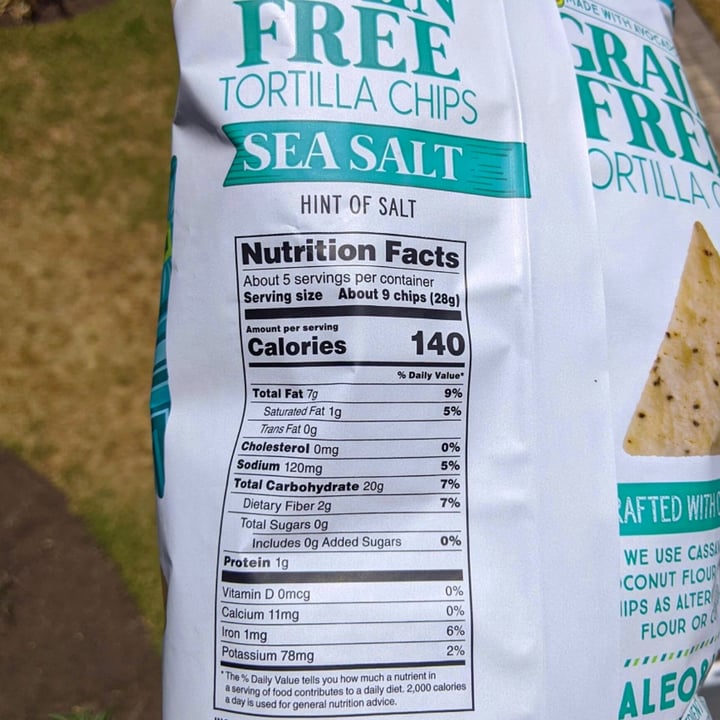 FREE
TORTILLA CHIPS
SEA SALT
HINT OF SALT
Nutrition Facts
About 5 servings per container
Serving size About 9 chips (28g)
Amount per serving
Calories 140
% Daily Value*
Total Fat 7g 9%
Saturated Fat 1g 5%
Trans Fat 0g
Cholesterol 0mg 0%
Sodium 120mg 5%
Total Carbohydrate 20g 7%
Dietary Fiber 2g 7%
Total Sugars 0g
Includes 0g Added Sugars 0%
Protein 1g
Vitamin D 0mcg 0%
Calcium 11mg 0%
Iron 1mg 6%
Potassium 78mg 2%
*The % Daily Value tells you how much a nutrient in
a serving of food contributes to a daily diet. 2,000 calories
a day is used for general nutrition advice.
MADE WITH
GRAI
FRE
ORTILLA
RAFTED WITH
WE USE CASSA
OCONUT FLOUR
IPS AS ALTER
FLOUR OR
ALEO